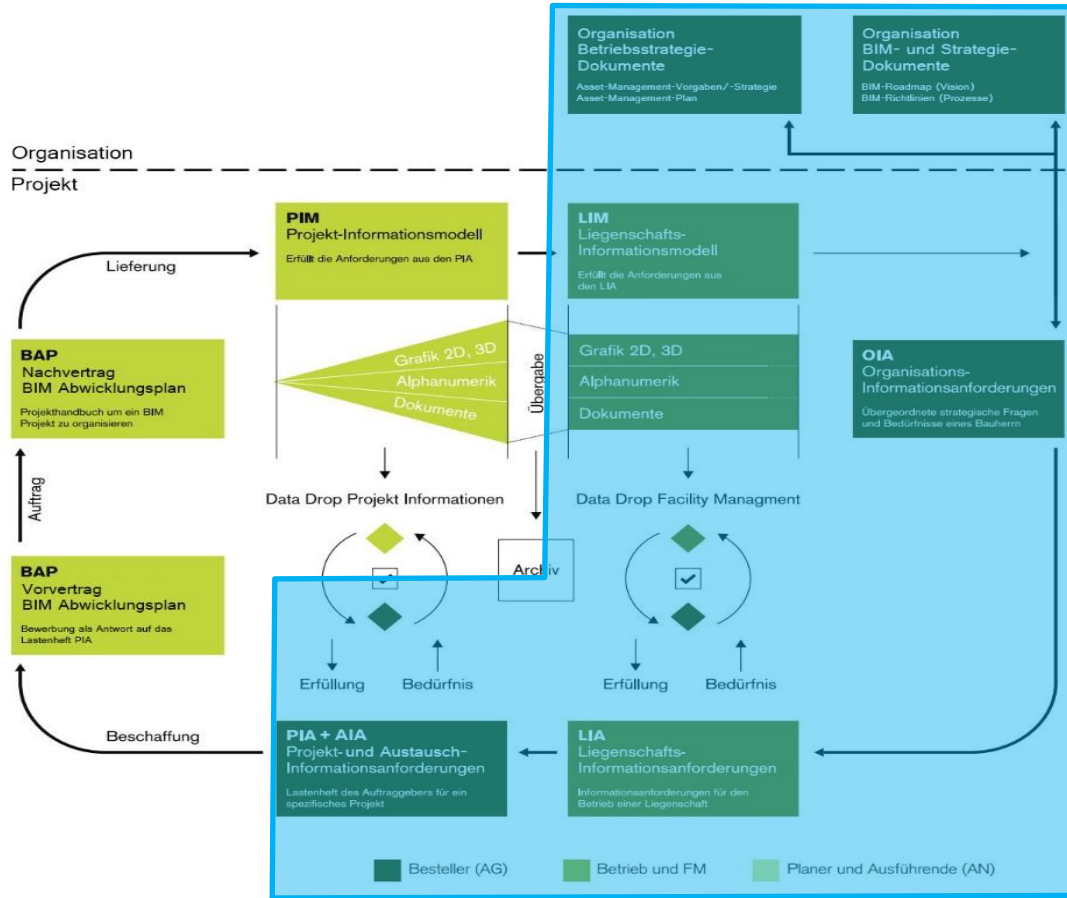 Organisation
Betriebsstrategie-
Dokumente
Asset-Management-Vorgaben/-Strategie
Asset-Management-Plan
Organisation
BIM- und Strategie-
Dokumente
BIM-Roadmap (Vision)
BIM-Richtlinien (Prozesse)
Organisation
Projekt
PIM
Projekt-Informationsmodell
Erfüllt die Anforderungen aus den PIA
LIM
Liegenschafts-
Informationsmodell
Erfüllt die Anforderungen aus
den LIA
Lieferung
BAP
Nachvertrag
BIM Abwicklungsplan
Projekthandbuch um ein BIM
Projekt zu organisieren
Grafik 2D, 3D
Alphanumerik
Dokumente
Übergabe
Grafik 2D, 3D
Alphanumerik
Dokumente
OIA
Organisations-
Informationsanforderungen
Übergeordnete strategische Fragen
und Bedürfnisse eines Bauherrn
Auftrag
Data Drop Projekt Informationen
Data Drop Facility Managment
Archiv
BAP
Vorvertrag
BIM Abwicklungsplan
Bewerbung als Antwort auf das
Lastenheft PIA
Erfüllung
Bedürfnis
Erfüllung
Bedürfnis
Beschaffung
PIA + AIA
Projekt- und Austausch-
Informationsanforderungen
Lastenheft des Auftraggebers für ein
spezifisches Projekt
LIA
Liegenschafts-
Informationsanforderungen
Informationsanforderungen für den
Betrieb einer Liegenschaft
Besteller (AG)
Betrieb und FM
Planer und Ausführende (AN)